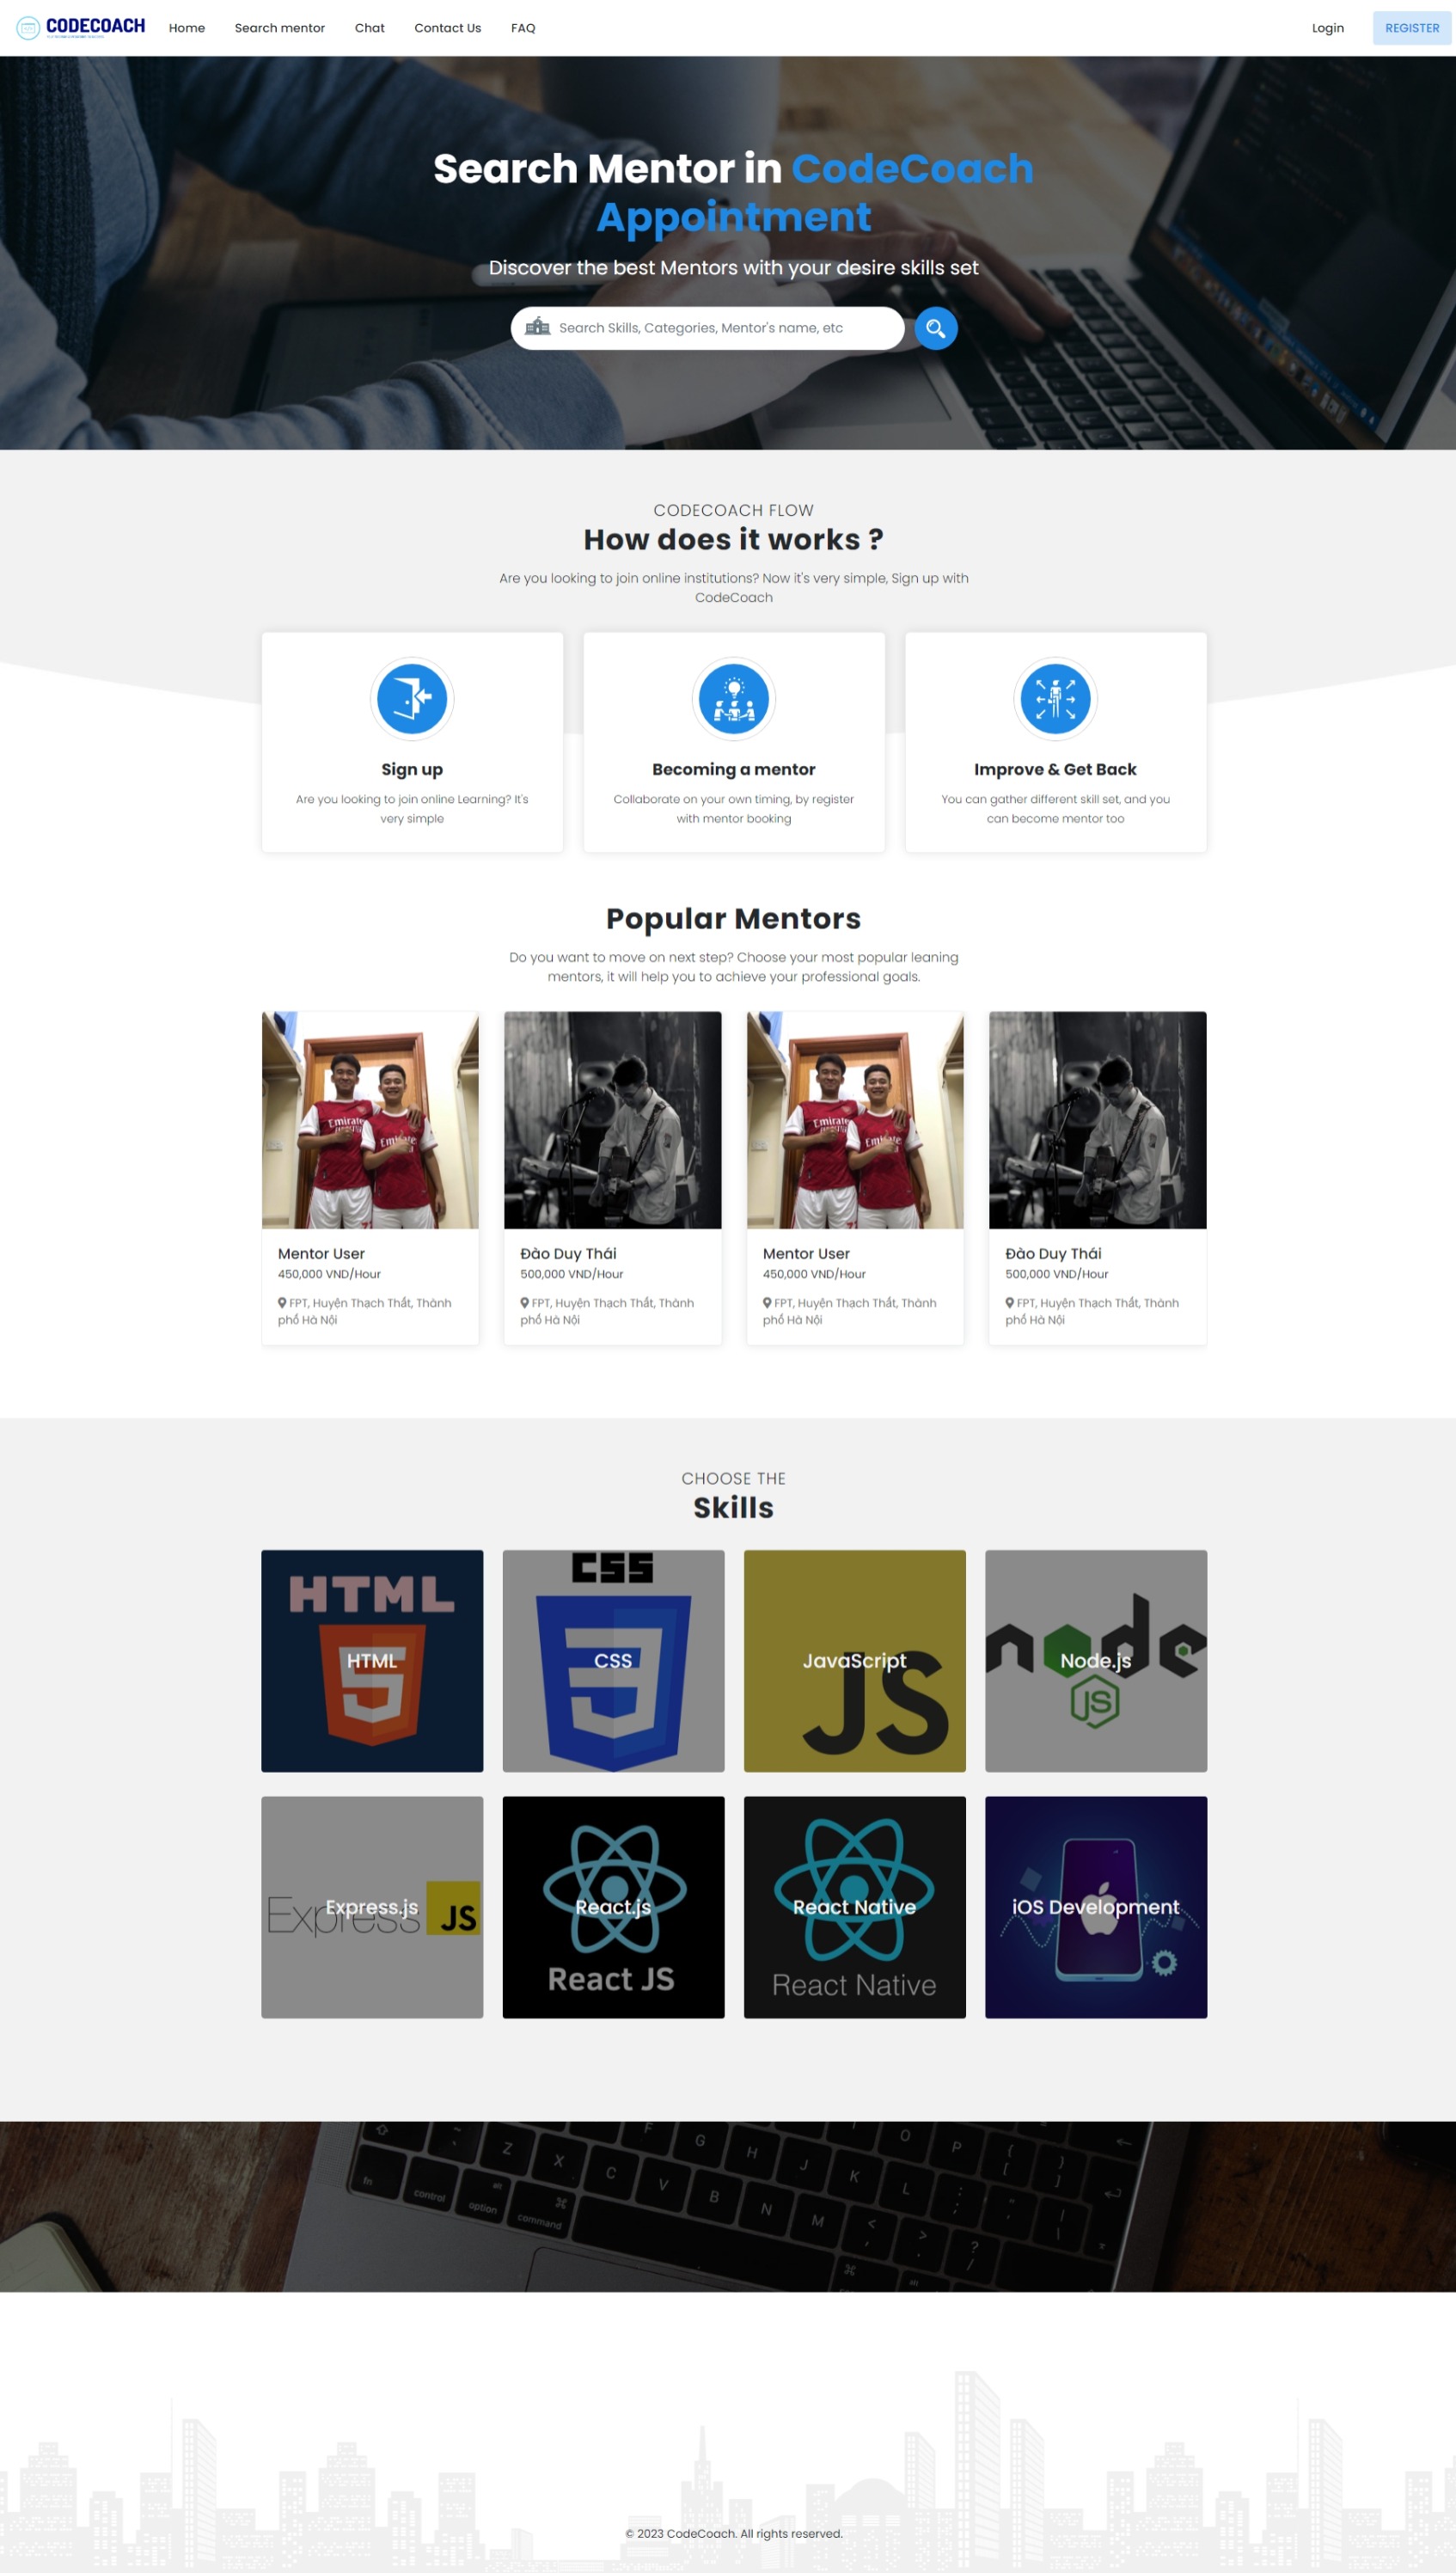 CODECOACH
Home Search mentor Chat Contact Us FAQ
Login REGISTER
Search Mentor in CodeCoach
Appointment
Discover the best Mentors with your desire skills set
Search Skills, Categories, Mentor's name, etc
CODECOACH FLOW
How does it works ?
Are you looking to join online institutions? Now it's very simple, Sign up with
CodeCoach
Sign up
Are you looking to join online Learning? It's
very simple
Becoming a mentor
Collaborate on your own timing, by register
with mentor booking
Improve & Get Back
You can gather different skill set, and you
can become mentor too
Popular Mentors
Do you want to move on next step? Choose your most popular leaning
mentors, it will help you to achieve your professional goals.
Emirate
Emirate
Mentor User
450,000 VND/Hour
FPT, Huyện Thạch Thất, Thành
phố Hà Nội
Đào Duy Thái
500,000 VND/Hour
FPT, Huyện Thạch Thất, Thành
phố Hà Nội
Emirate
Emirate
Mentor User
450,000 VND/Hour
FPT, Huyện Thạch Thất, Thành
phố Hà Nội
Đào Duy Thái
500,000 VND/Hour
FPT, Huyện Thạch Thất, Thành
phố Hà Nội
CHOOSE THE
Skills
HTML
5
HTML
CSS
CSS
JavaScript
JS
node
Node.js
JS
Express
Express.js
JS
React.js
React JS
React Native
React Native
iOS Development
F G H J K L O P { [ } ]
Z X C V B N M < , > . ? /
fn control alt option command
© 2023 CodeCoach. All rights reserved.